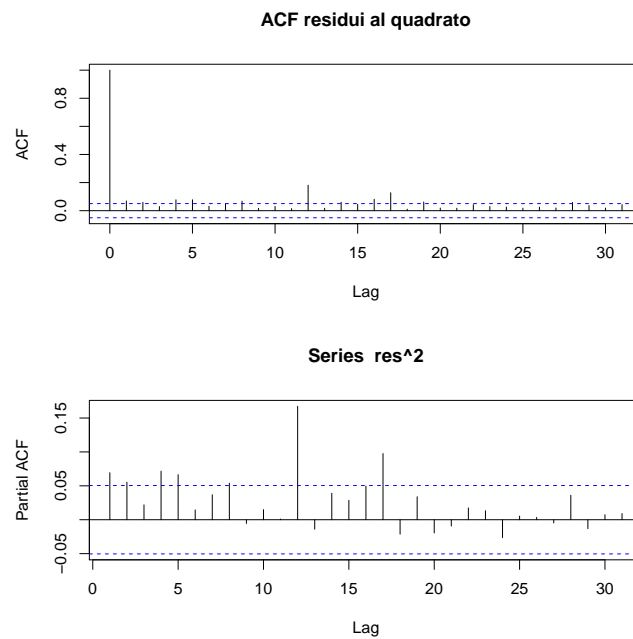 ACF residui al quadrato
ACF
0.0 0.4 0.8
0 5 10 15 20 25 30
Lag
Series res^2
Partial ACF
−0.05 0.05 0.15
0 5 10 15 20 25 30
Lag